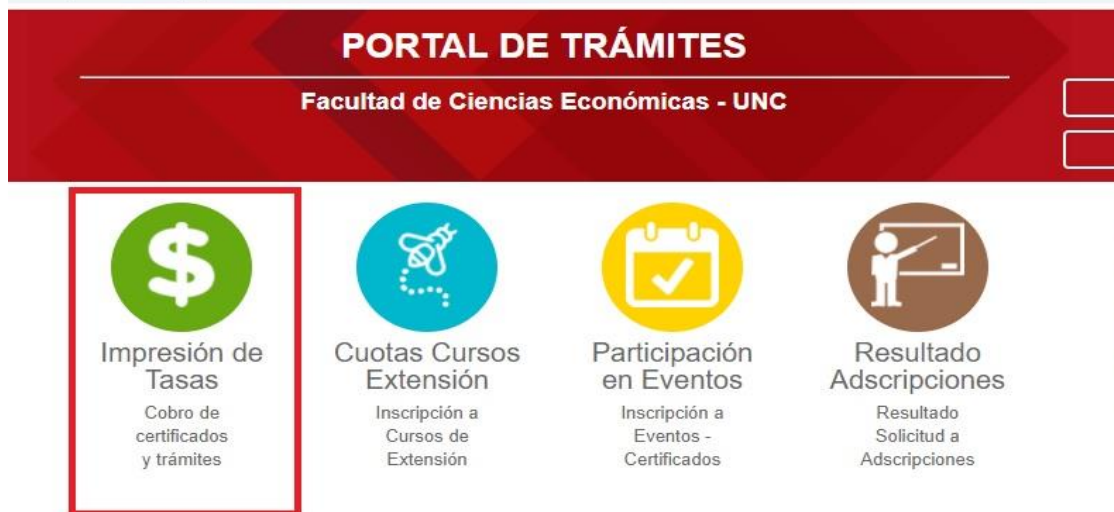 PORTAL DE TRÁMITES
Facultad de Ciencias Económicas - UNC
$
Impresión de
Tasas
Cobro de
certificados
y trámites
Cuotas Cursos
Extensión
Inscripción a
Cursos de
Extensión
Participación
en Eventos
Inscripción a
Eventos -
Certificados
Resultado
Adscripciones
Resultado
Solicitud a
Adscripciones